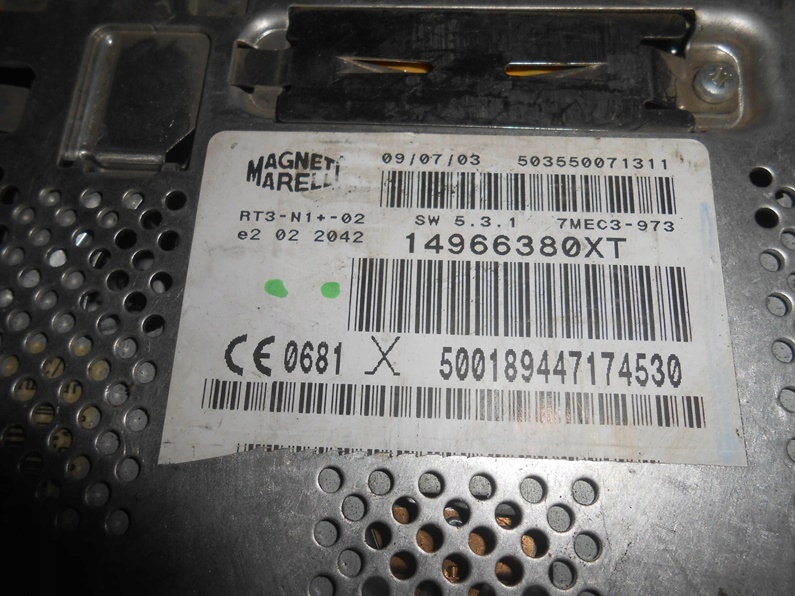 MAGNETI
MARELLI
09/07/03 503550071311
RT3-N1+-02 SW 5.3.1 7MEC3-973
e2 02 2042 14966380XT
CE 0681 X 500189447174530